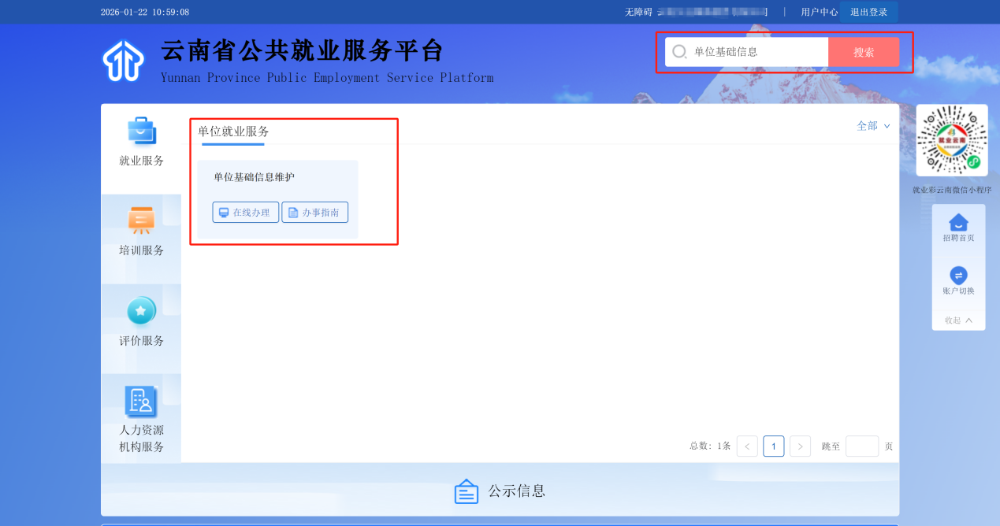 2026-01-22 10:59:08
无障碍
用户中心
退出登录
云南省公共就业服务平台
Yunnan Province Public Employment Service Platform
单位基础信息
搜索
就业服务
培训服务
评价服务
人力资源
机构服务
单位就业服务
全部
单位基础信息维护
在线办理
办事指南
总数: 1条
1
跳至
页
就业云南
就业彩云南微信小程序
招聘首页
账户切换
收起
公示信息